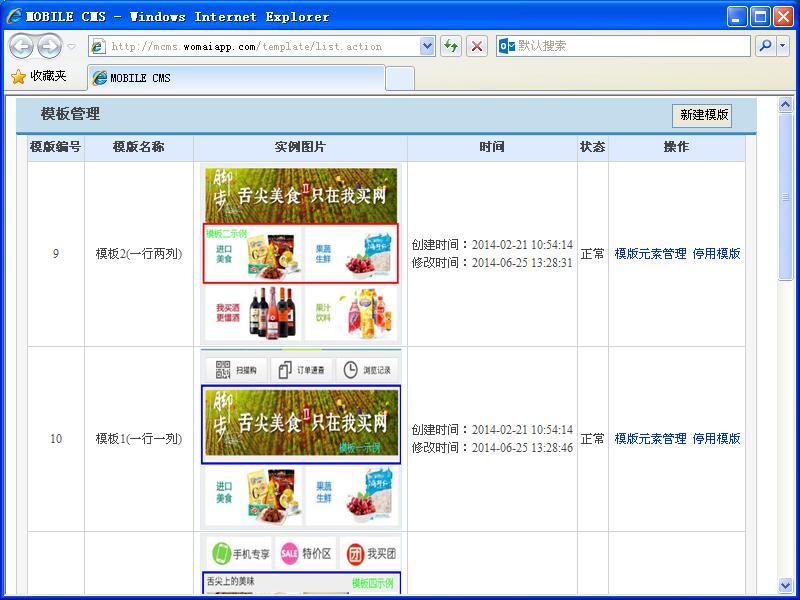 MOBILE CMS - Windows Internet Explorer
http://mcms.womaiapp.com/template/list.action
默认搜索
收藏夹
MOBILE CMS
模板管理
新建模版
模版编号 模版名称 实例图片 时间 状态 操作
脚步
舌尖美食 只在我买网
模板二示例
进口
美食
果蔬
生鲜
我买酒
更懂酒
果汁
饮料
9
模板2(一行两列)
创建时间：2014-02-21 10:54:14
修改时间：2014-06-25 13:28:31
正常
模版元素管理 停用模版
扫描购 订单速查 浏览记录
脚步
舌尖美食 只在我买网
模板一示例
进口
美食
果蔬
生鲜
10
模板1(一行一列)
创建时间：2014-02-21 10:54:14
修改时间：2014-06-25 13:28:46
正常
模版元素管理 停用模版
手机专享 SALE 特价区 团 我买团
舌尖上的美味 模板四示例